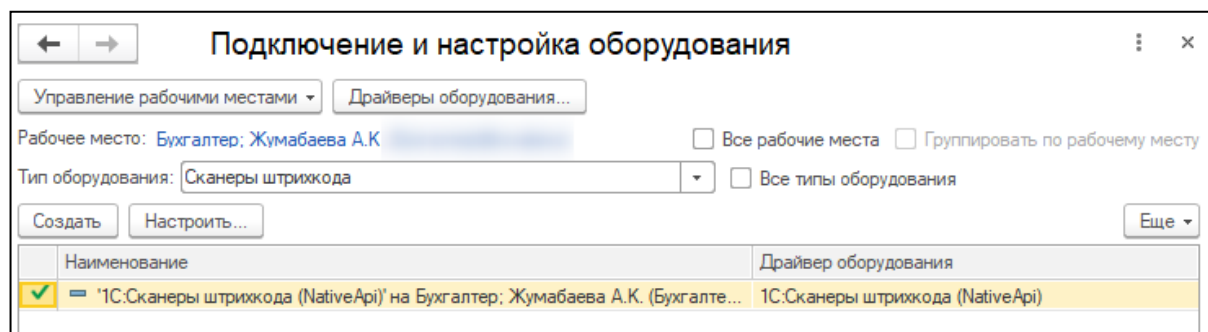 Подключение и настройка оборудования
Управление рабочими местами Драйверы оборудования...
Рабочее место: Бухгалтер; Жумабаева А.К Все рабочие места Группировать по рабочему месту
Тип оборудования: Сканеры штрихкода Все типы оборудования
Создать Настроить... Еще
Наименование Драйвер оборудования
'1С:Сканеры штрихкода (NativeApi)' на Бухгалтер; Жумабаева А.К. (Бухгалте... 1С:Сканеры штрихкода (NativeApi)